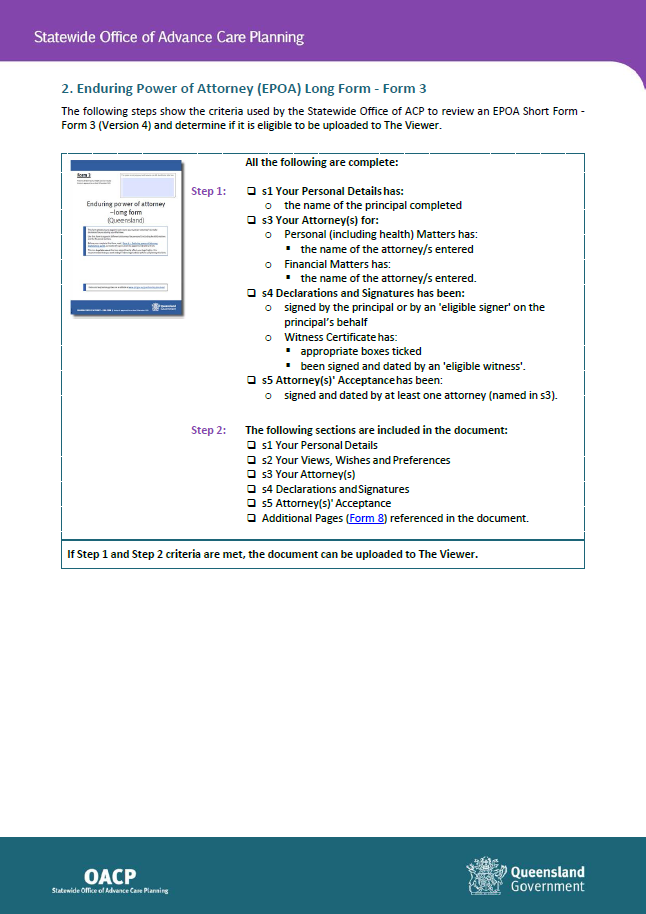 Statewide Office of Advance Care Planning
2. Enduring Power of Attorney (EPOA) Long Form - Form 3
The following steps show the criteria used by the Statewide Office of ACP to review an EPOA Short Form -
Form 3 (Version 4) and determine if it is eligible to be uploaded to The Viewer.
Form 3
Enduring power of attorney
–long form
(Queensland)
Queensland
Government
All the following are complete:
Step 1:
❑ s1 Your Personal Details has:
o the name of the principal completed
❑ s3 Your Attorney(s) for:
o Personal (including health) Matters has:
▪ the name of the attorney/s entered
o Financial Matters has:
▪ the name of the attorney/s entered.
❑ s4 Declarations and Signatures has been:
o signed by the principal or by an 'eligible signer' on the
principal's behalf
o Witness Certificate has:
▪ appropriate boxes ticked
▪ been signed and dated by an 'eligible witness'.
❑ s5 Attorney(s)' Acceptance has been:
o signed and dated by at least one attorney (named in s3).
Step 2: The following sections are included in the document:
❑ s1 Your Personal Details
❑ s2 Your Views, Wishes and Preferences
❑ s3 Your Attorney(s)
❑ s4 Declarations and Signatures
❑ s5 Attorney(s)' Acceptance
❑ Additional Pages (Form 8) referenced in the document.
If Step 1 and Step 2 criteria are met, the document can be uploaded to The Viewer.
OACP
Statewide Office of Advance Care Planning
Queensland
Government